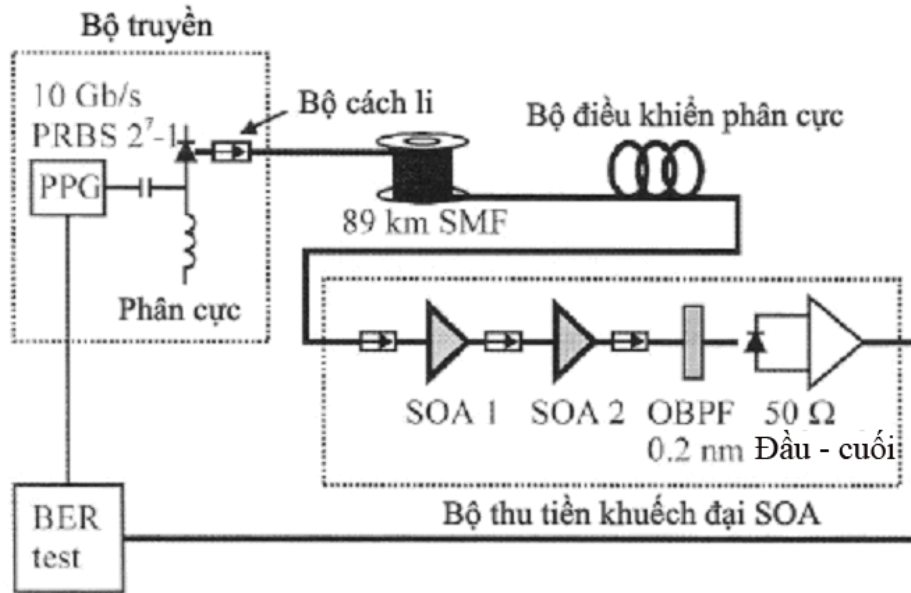 Bộ truyền
10 Gb/s
PRBS 2⁷-1
PPG
Phân cực
Bộ cách li
89 km SMF
Bộ điều khiển phân cực
SOA 1
SOA 2
OBPF
0.2 nm
50 Ω
Đầu - cuối
Bộ thu tiền khuếch đại SOA
BER
test